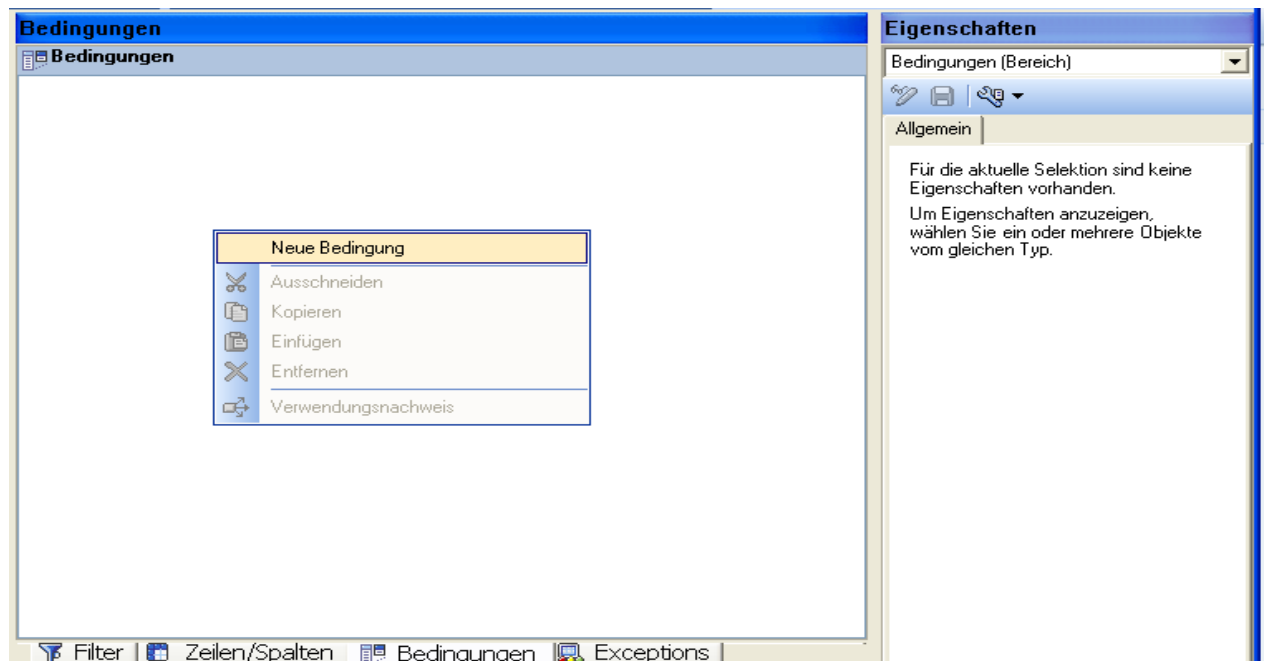 Bedingungen
Bedingungen
Neue Bedingung
Ausschneiden
Kopieren
Einfügen
Entfernen
Verwendungsnachweis
Filter
Zeilen/Spalten
Bedingungen
Exceptions
Eigenschaften
Bedingungen (Bereich)
Allgemein
Für die aktuelle Selektion sind keine
Eigenschaften vorhanden.
Um Eigenschaften anzuzeigen,
wählen Sie ein oder mehrere Objekte
vom gleichen Typ.